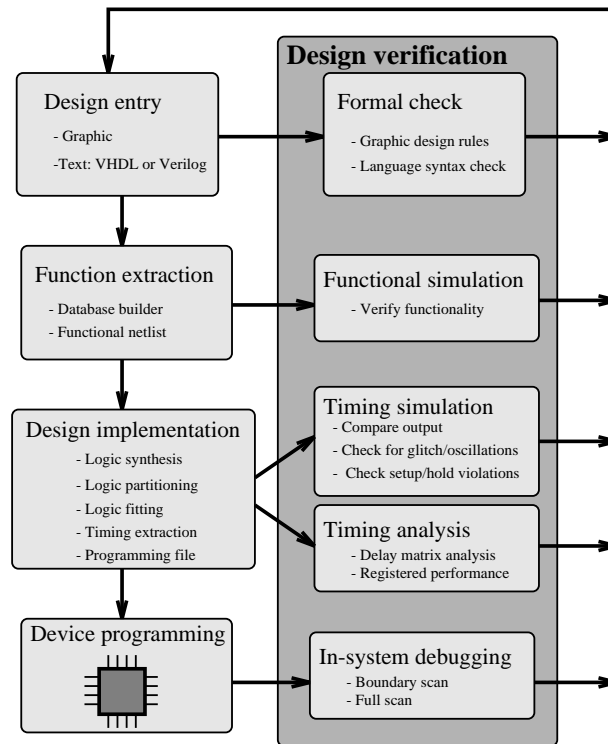 Design verification
Design entry
- Graphic
-Text: VHDL or Verilog
Formal check
- Graphic design rules
- Language syntax check
Function extraction
- Database builder
- Functional netlist
Functional simulation
- Verify functionality
Design implementation
- Logic synthesis
- Logic partitioning
- Logic fitting
- Timing extraction
- Programming file
Timing simulation
- Compare output
- Check for glitch/oscillations
- Check setup/hold violations
Timing analysis
- Delay matrix analysis
- Registered performance
Device programming
In-system debugging
- Boundary scan
- Full scan